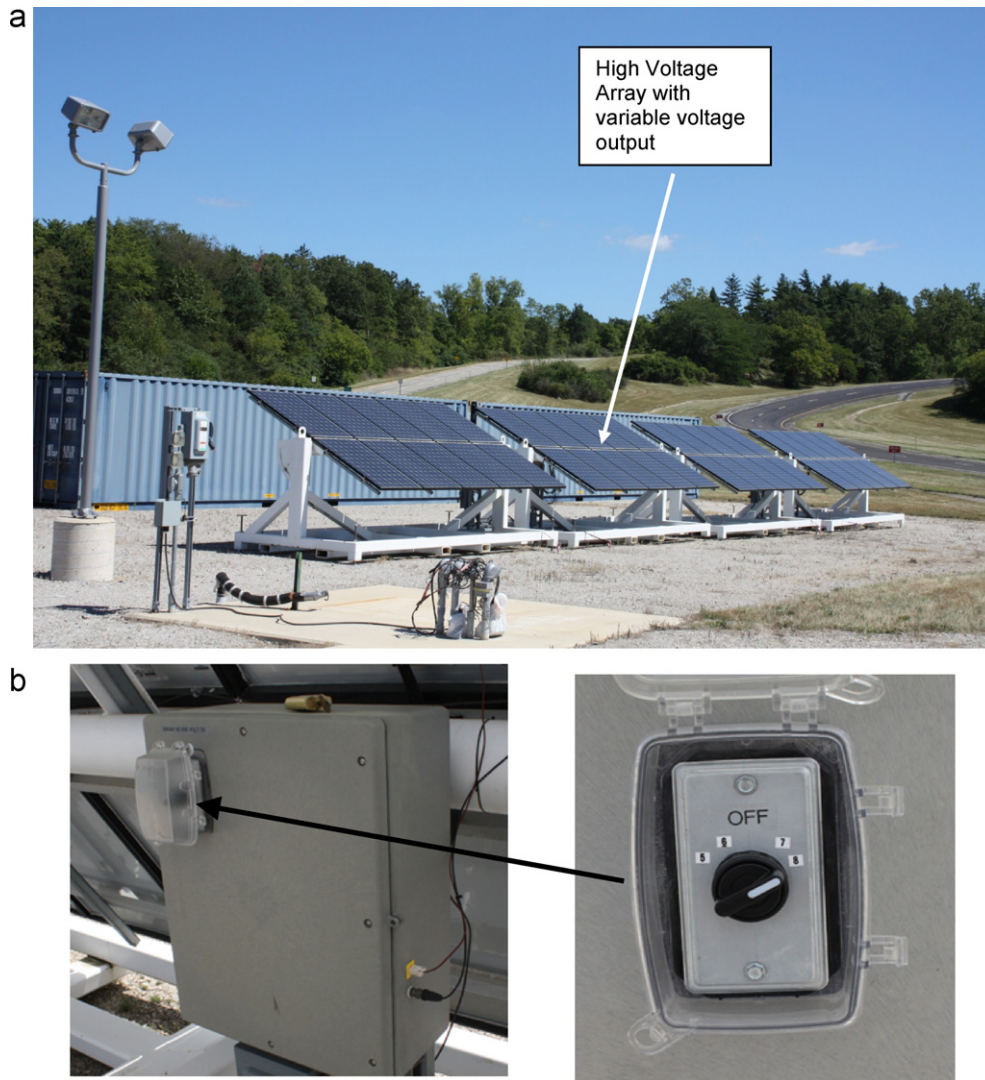 a
High Voltage
Array with
variable voltage
output
b
OFF
6 7
5 8